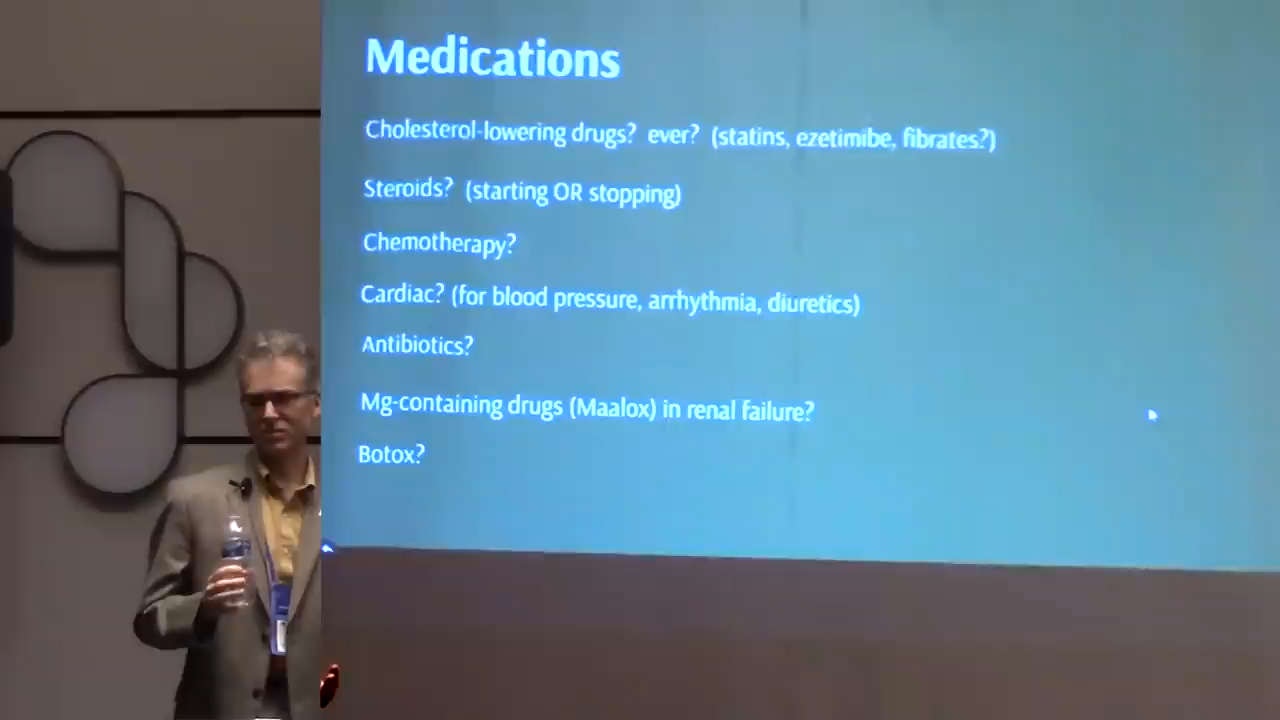 Medications
Cholesterol-lowering drugs? ever? (statins, ezetimibe, fibrates?)
Steroids? (starting OR stopping)
Chemotherapy?
Cardiac? (for blood pressure, arrhythmia, diuretics)
Antibiotics?
Mg-containing drugs (Maalox) in renal failure?
Botox?